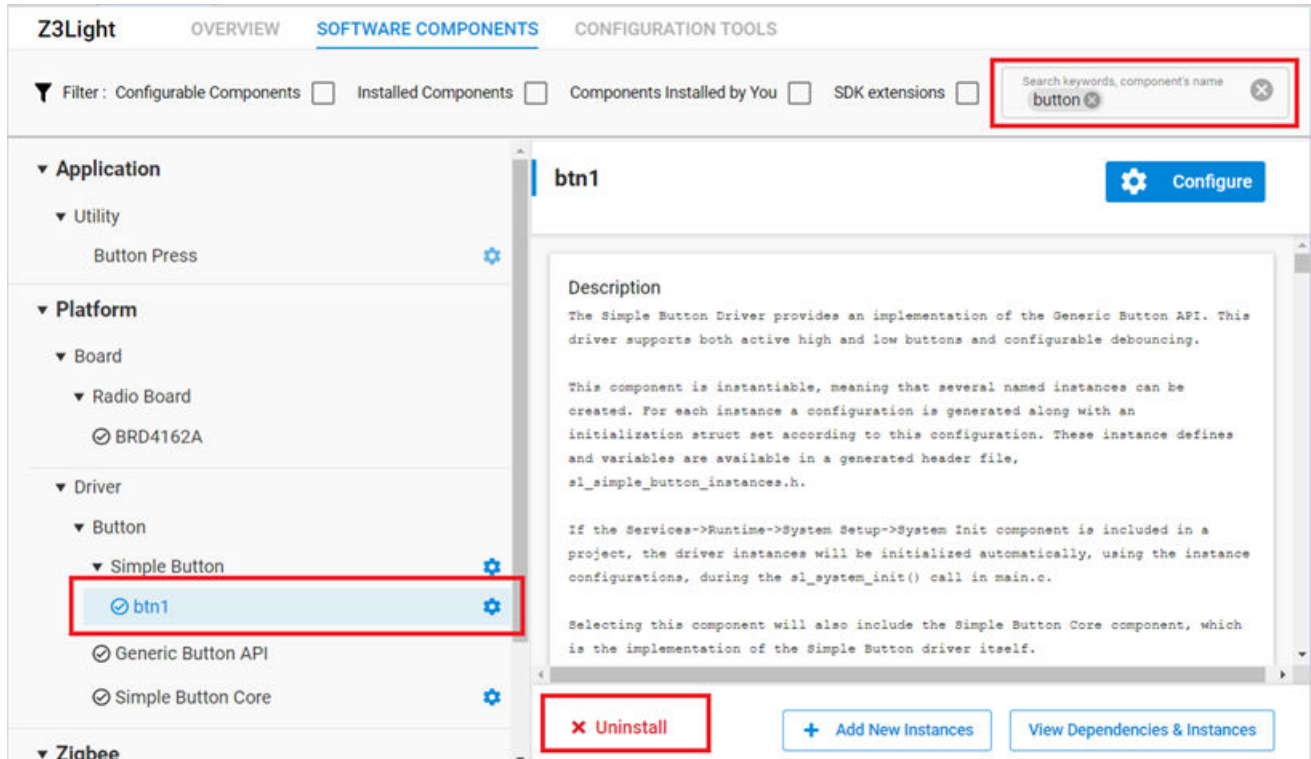 Z3Light OVERVIEW SOFTWARE COMPONENTS CONFIGURATION TOOLS
Filter : Configurable Components Installed Components Components Installed by You SDK extensions
Search keywords, component's name
button
Application
Utility
Button Press
Platform
Board
Radio Board
BRD4162A
Driver
Button
Simple Button
btn1
Generic Button API
Simple Button Core
Zigbee
btn1
Configure
Description
The Simple Button Driver provides an implementation of the Generic Button API. This
driver supports both active high and low buttons and configurable debouncing.
This component is instantiable, meaning that several named instances can be
created. For each instance a configuration is generated along with an
initialization struct set according to this configuration. These instance defines
and variables are available in a generated header file,
sl_simple_button_instances.h.
If the Services->Runtime->System Setup->System Init component is included in a
project, the driver instances will be initialized automatically, using the instance
configurations, during the sl_system_init() call in main.c.
Selecting this component will also include the Simple Button Core component, which
is the implementation of the Simple Button driver itself.
Uninstall
Add New Instances
View Dependencies & Instances